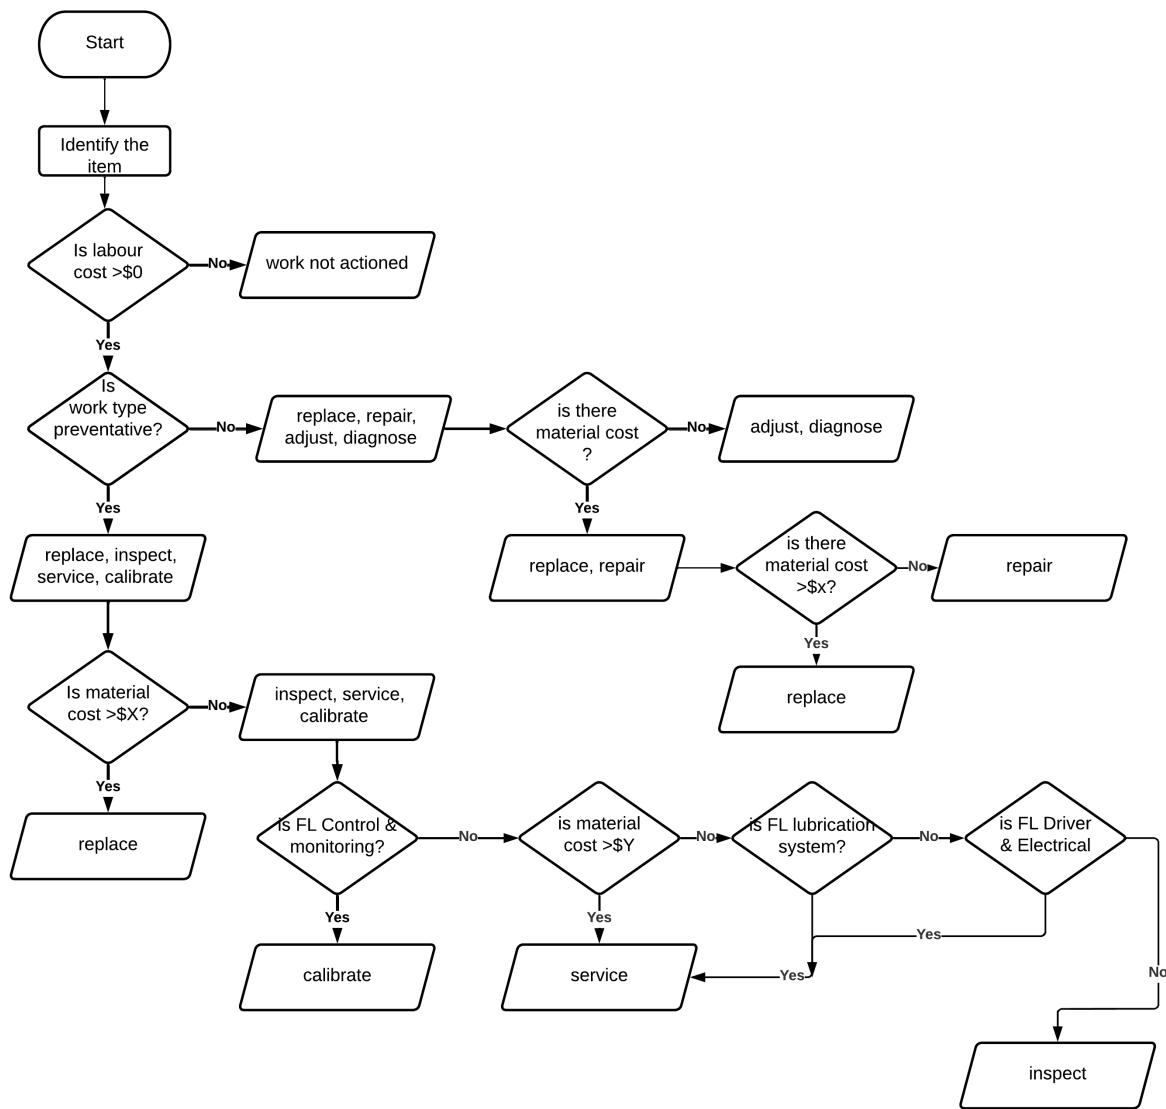 Start
Identify the
item
Is labour
cost >$0
No
work not actioned
Yes
Is
work type
preventative?
No
replace, repair,
adjust, diagnose
is there
material cost
?
No
adjust, diagnose
Yes
Yes
replace, inspect,
service, calibrate
replace, repair
is there
material cost
>$x?
No
repair
Yes
replace
Is material
cost >$X?
No
inspect, service,
calibrate
Yes
replace
is FL Control &
monitoring?
No
is material
cost >$Y
No
is FL lubrication
system?
No
is FL Driver
& Electrical
Yes
Yes
Yes
calibrate
service
Yes
No
inspect